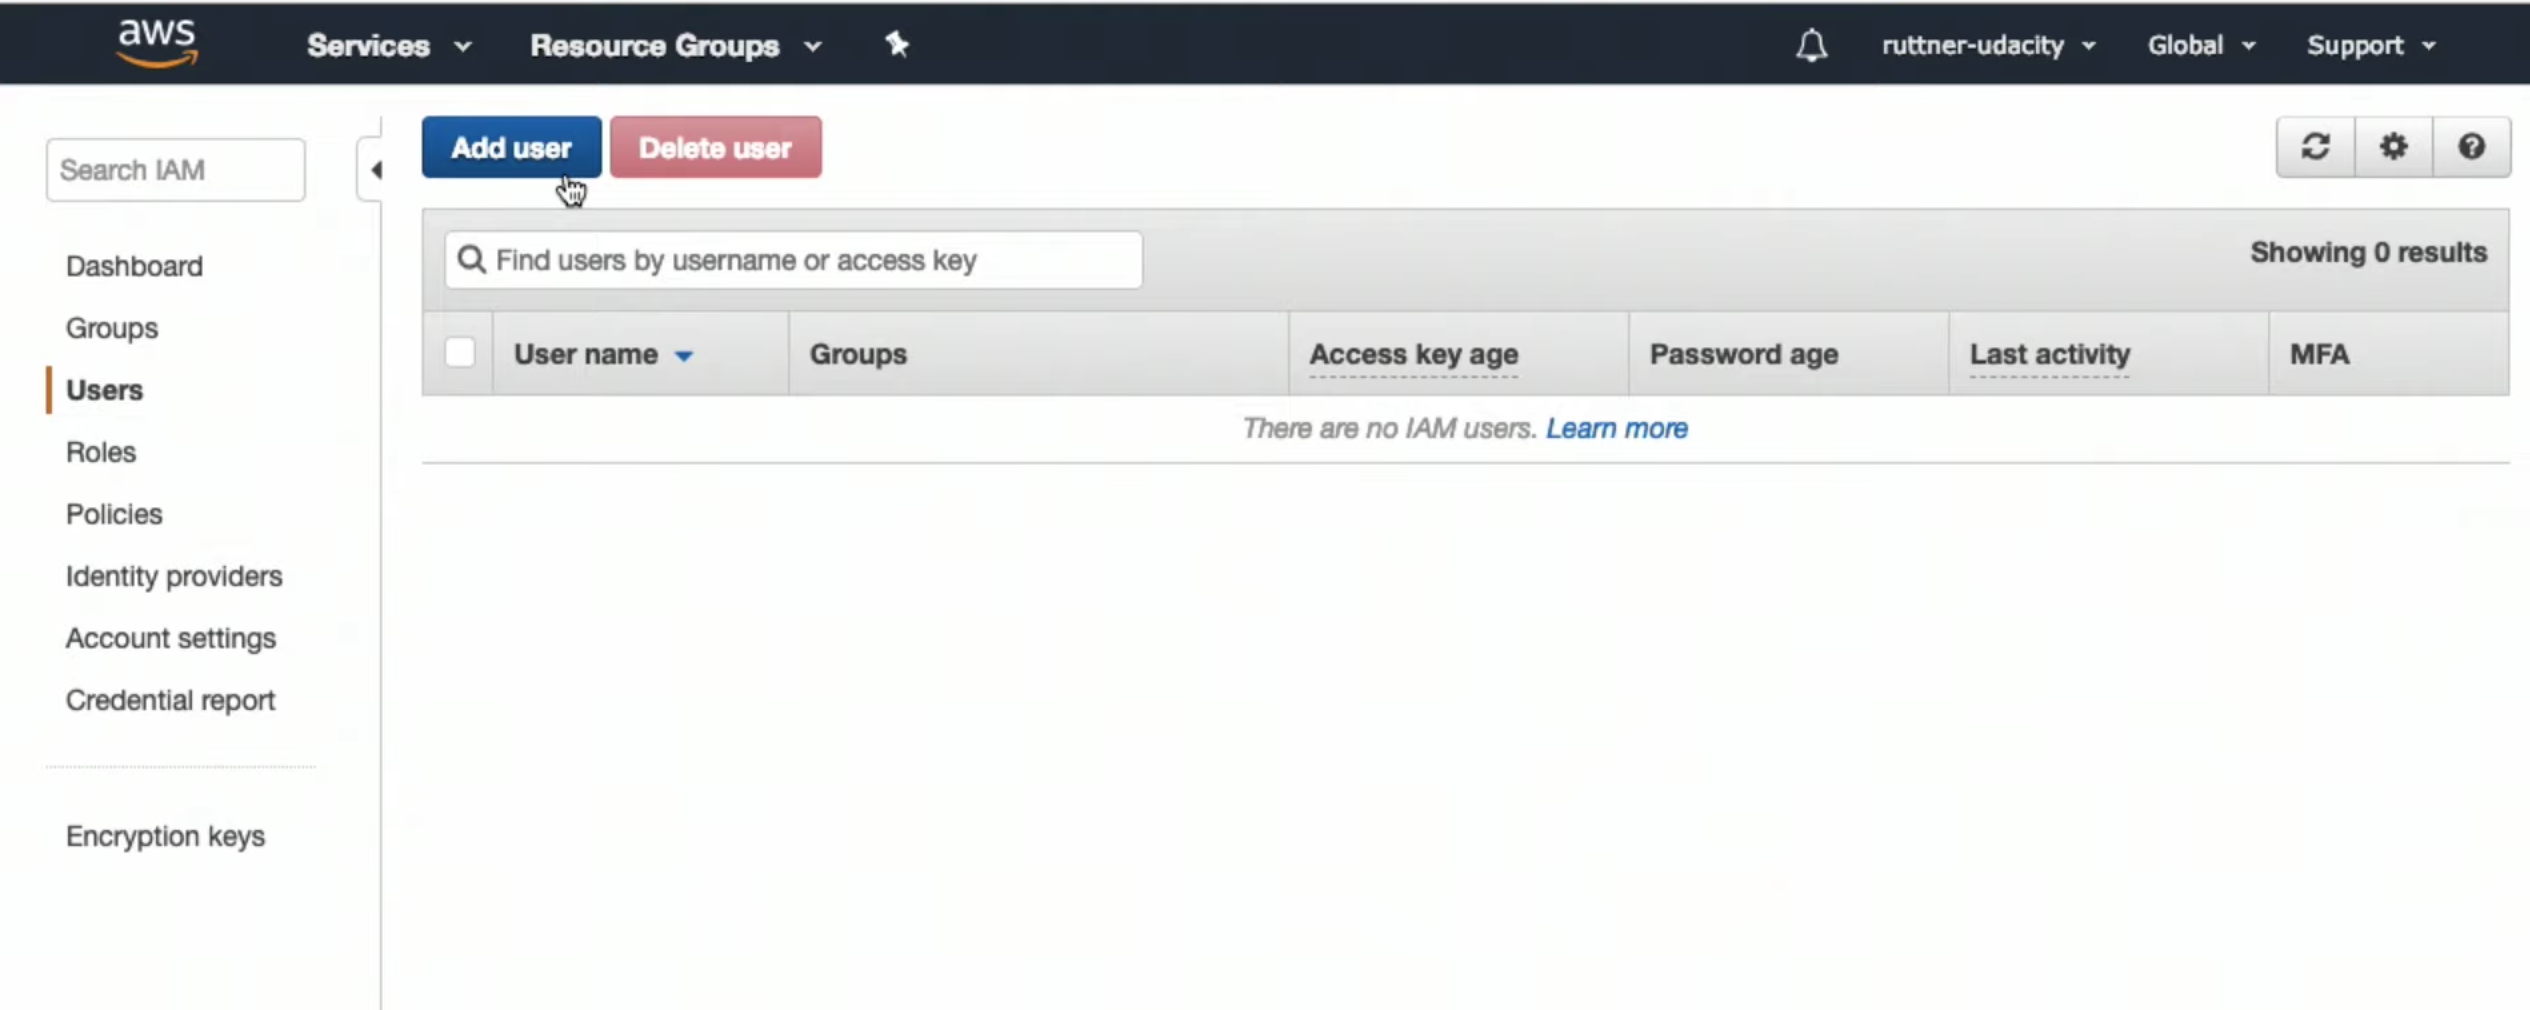 aws
Services
Resource Groups
ruttner-udacity
Global
Support
Search IAM
Dashboard
Groups
Users
Roles
Policies
Identity providers
Account settings
Credential report
Encryption keys
Add user
Delete user
Find users by username or access key
Showing 0 results
User name
Groups
Access key age
Password age
Last activity
MFA
There are no IAM users. Learn more